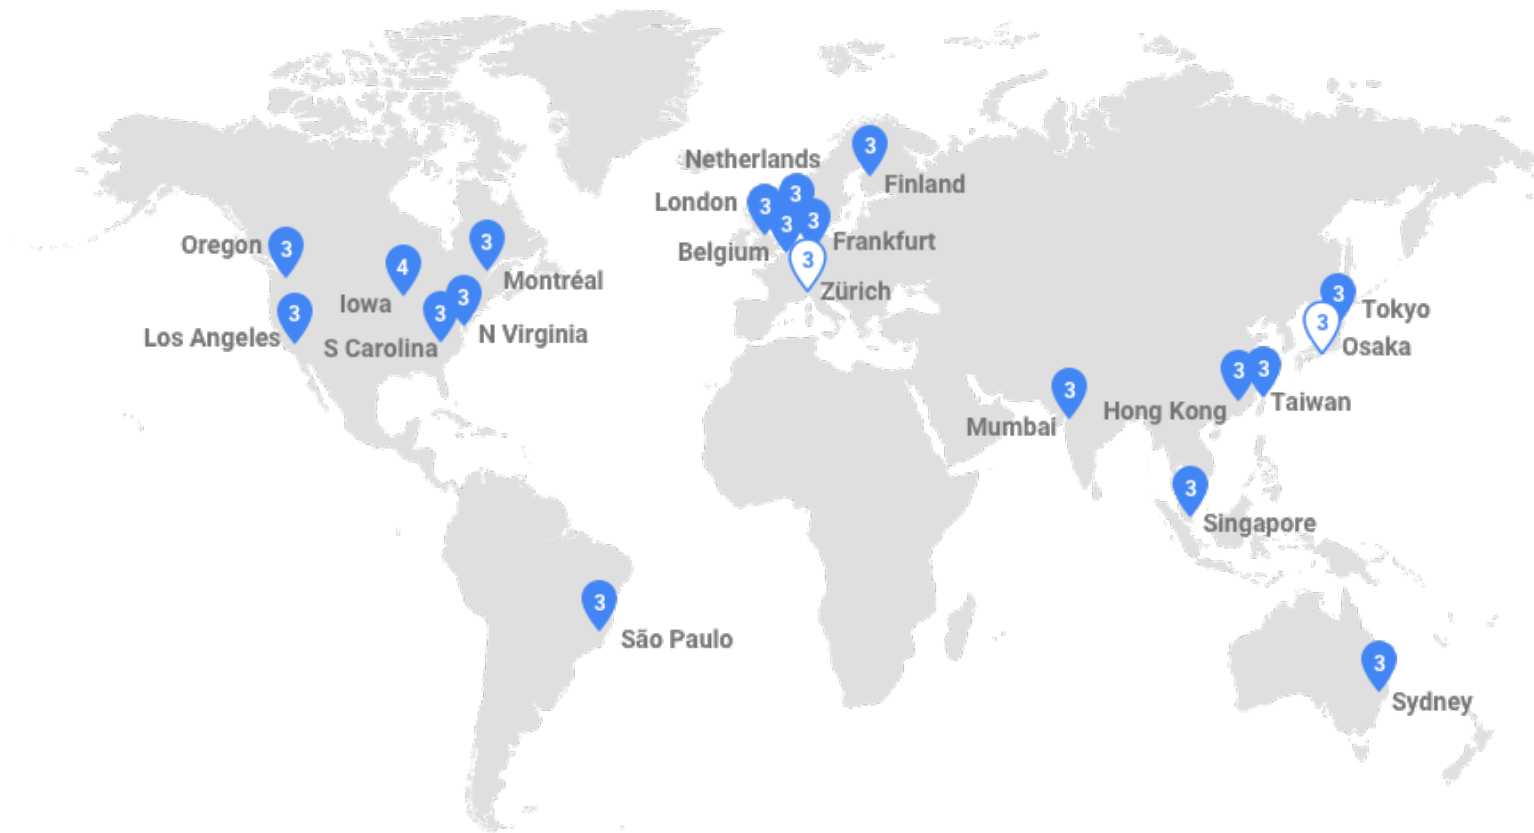 3
Netherlands
Finland
3
London
3
3
3
Belgium
Frankfurt
3
Zürich
Oregon
3
3
Montréal
4
Iowa
3
Los Angeles
3
S Carolina
3
N Virginia
3
Tokyo
3
Osaka
3
Mumbai
3
Hong Kong
3
Taiwan
3
Singapore
3
São Paulo
3
Sydney